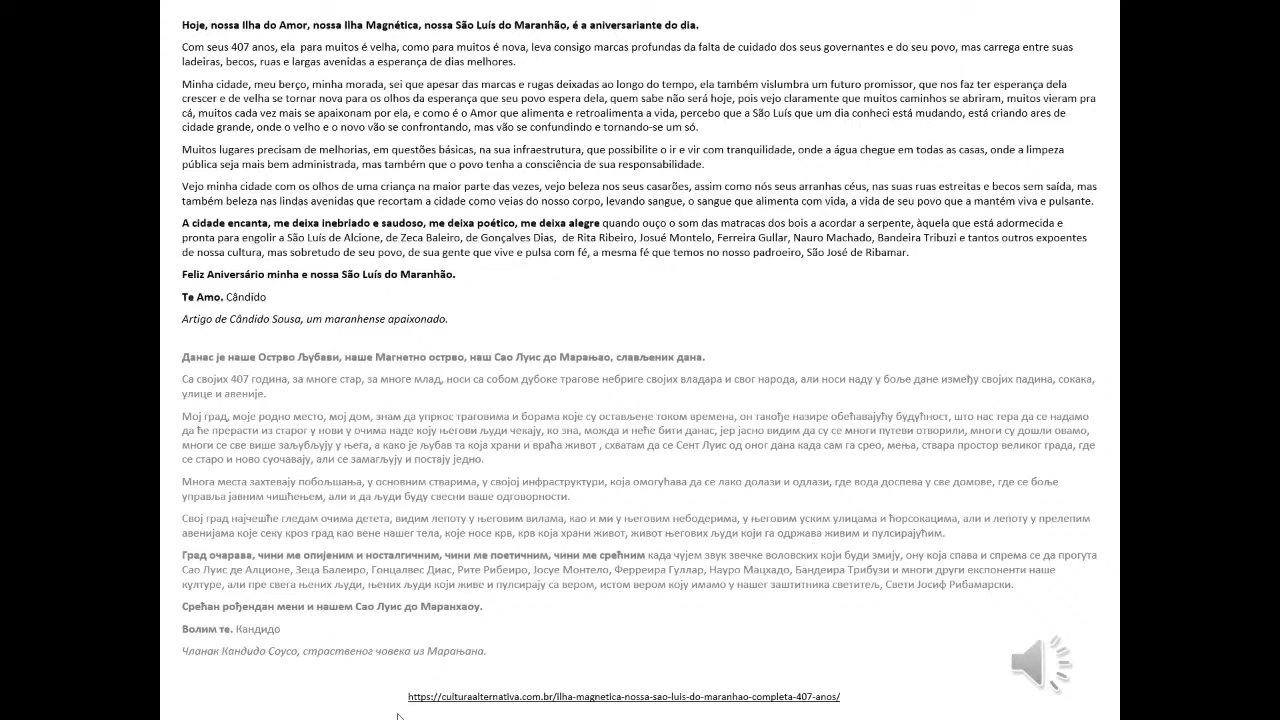 Hoje, nossa Ilha do Amor, nossa Ilha Magnética, nossa São Luís do Maranhão, é a aniversariante do dia.
Com seus 407 anos, ela para muitos é velha, como para muitos é nova, leva consigo marcas profundas da falta de cuidado dos seus governantes e do seu povo, mas carrega entre suas
ladeiras, becos, ruas e largas avenidas a esperança de dias melhores.
Minha cidade, meu berço, minha morada, sei que apesar das marcas e rugas deixadas ao longo do tempo, ela também vislumbra um futuro promissor, que nos faz ter esperança dela
crescer e de velha se tornar nova para os olhos da esperança que seu povo espera dela, quem sabe não será hoje, pois vejo claramente que muitos caminhos se abriram, muitos vieram pra
cá, muitos cada vez mais se apaixonam por ela, e como é o Amor que alimenta e retroalimenta a vida, percebo que a São Luís que um dia conheci está mudando, está criando ares de
cidade grande, onde o velho e o novo vão se confrontando, mas vão se confundindo e tornando-se um só.
Muitos lugares precisam de melhorias, em questões básicas, na sua infraestrutura, que possibilite o ir e vir com tranquilidade, onde a água chegue em todas as casas, onde a limpeza
pública seja mais bem administrada, mas também que o povo tenha a consciência de sua responsabilidade.
Vejo minha cidade com os olhos de uma criança na maior parte das vezes, vejo beleza nos seus casarões, assim como nós seus arranhas céus, nas suas ruas estreitas e becos sem saída, mas
também beleza nas lindas avenidas que recortam a cidade como veias do nosso corpo, levando sangue, o sangue que alimenta com vida, a vida de seu povo que a mantém viva e pulsante.
A cidade encanta, me deixa inebriado e saudoso, me deixa poético, me deixa alegre quando ouço o som das matracas dos bois a acordar a serpente, àquela que está adormecida e
pronta para engolir a São Luís de Alcione, de Zeca Baleiro, de Gonçalves Dias, de Rita Ribeiro, Josué Montelo, Ferreira Gullar, Nauro Machado, Bandeira Tribuzi e tantos outros expoentes
de nossa cultura, mas sobretudo de seu povo, de sua gente que vive e pulsa com fé, a mesma fé que temos no nosso padroeiro, São José de Ribamar.
Feliz Aniversário minha e nossa São Luís do Maranhão.
Te Amo. Cândido
Artigo de Cândido Sousa, um maranhense apaixonado.
Данас је наше Острво Љубави, наше Магнетно острво, наш Сао Луис до Марањао, слављеник дана.
Са својих 407 година, за многе стар, за многе млад, носи са собом дубоке трагове небриге својих владара и свог народа, али носи наду у боље дане између својих падина, сокака,
улице и авеније.
Мој град, моје родно место, мој дом, знам да упркос траговима и борама које су остављене током времена, он такође назире обећавајућу будућност, што нас тера да се надамо
да ће прерасти из старог у нови у очима наде коју његови људи чекају, ко зна, можда и неће бити данас, јер јасно видим да су се многи путеви отворили, многи су дошли овамо,
многи се све више заљубљују у њега, а како је љубав та која храни и враћа живот , схватам да се Сент Луис од оног дана када сам га срео, мења, ствара простор великог града, где
се старо и ново суочавају, али се замагљују и постају једно.
Многа места захтевају побољшања, у основним стварима, у својој инфраструктури, која омогућава да се лако долази и одлази, где вода доспева у све домове, где се боље
управља јавним чишћењем, али и да људи буду свесни ваше одговорности.
Свој град најчешће гледам очима детета, видим лепоту у његовим вилама, као и ми у његовим небодерима, у његовим уским улицама и ћорсокацима, али и лепоту у прелепим
авенијама које секу кроз град као вене нашег тела, које носе крв, крв која храни живот, живот његових људи који га одржава живим и пулсирајућим.
Град очарава, чини ме опијеним и носталгичним, чини ме поетичним, чини ме срећним када чујем звук звечке воловских који буди змију, ону која спава и спрема се да прогута
Сао Луис де Алционе, Зеца Балеиро, Гонцалвес Диас, Рите Рибеиро, Јосуе Монтело, Ферреира Гуллар, Науро Мацхадо, Бандеира Трибузи и многи други експоненти наше
културе, али пре свега њених људи, њених људи који живе и пулсирају са вером, истом вером коју имамо у нашег заштитника светитељ, Свети Јосиф Рибамарски.
Срећан рођендан мени и нашем Сао Луис до Маранхаоу.
Волим те. Кандидо
Чланак Кандидо Соусо, страственог човека из Марањана.
https://culturaalternativa.com.br/ilha-magnetica-nossa-sao-luis-do-maranhao-completa-407-anos/